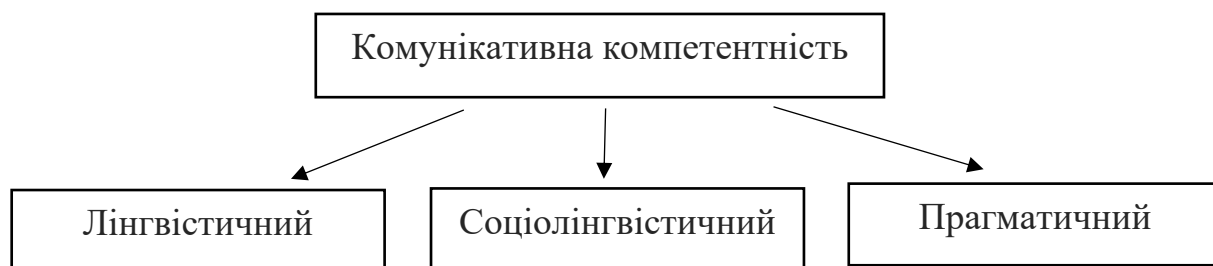 Комунікативна компетентність
Лінгвістичний
Соціолінгвістичний
Прагматичний